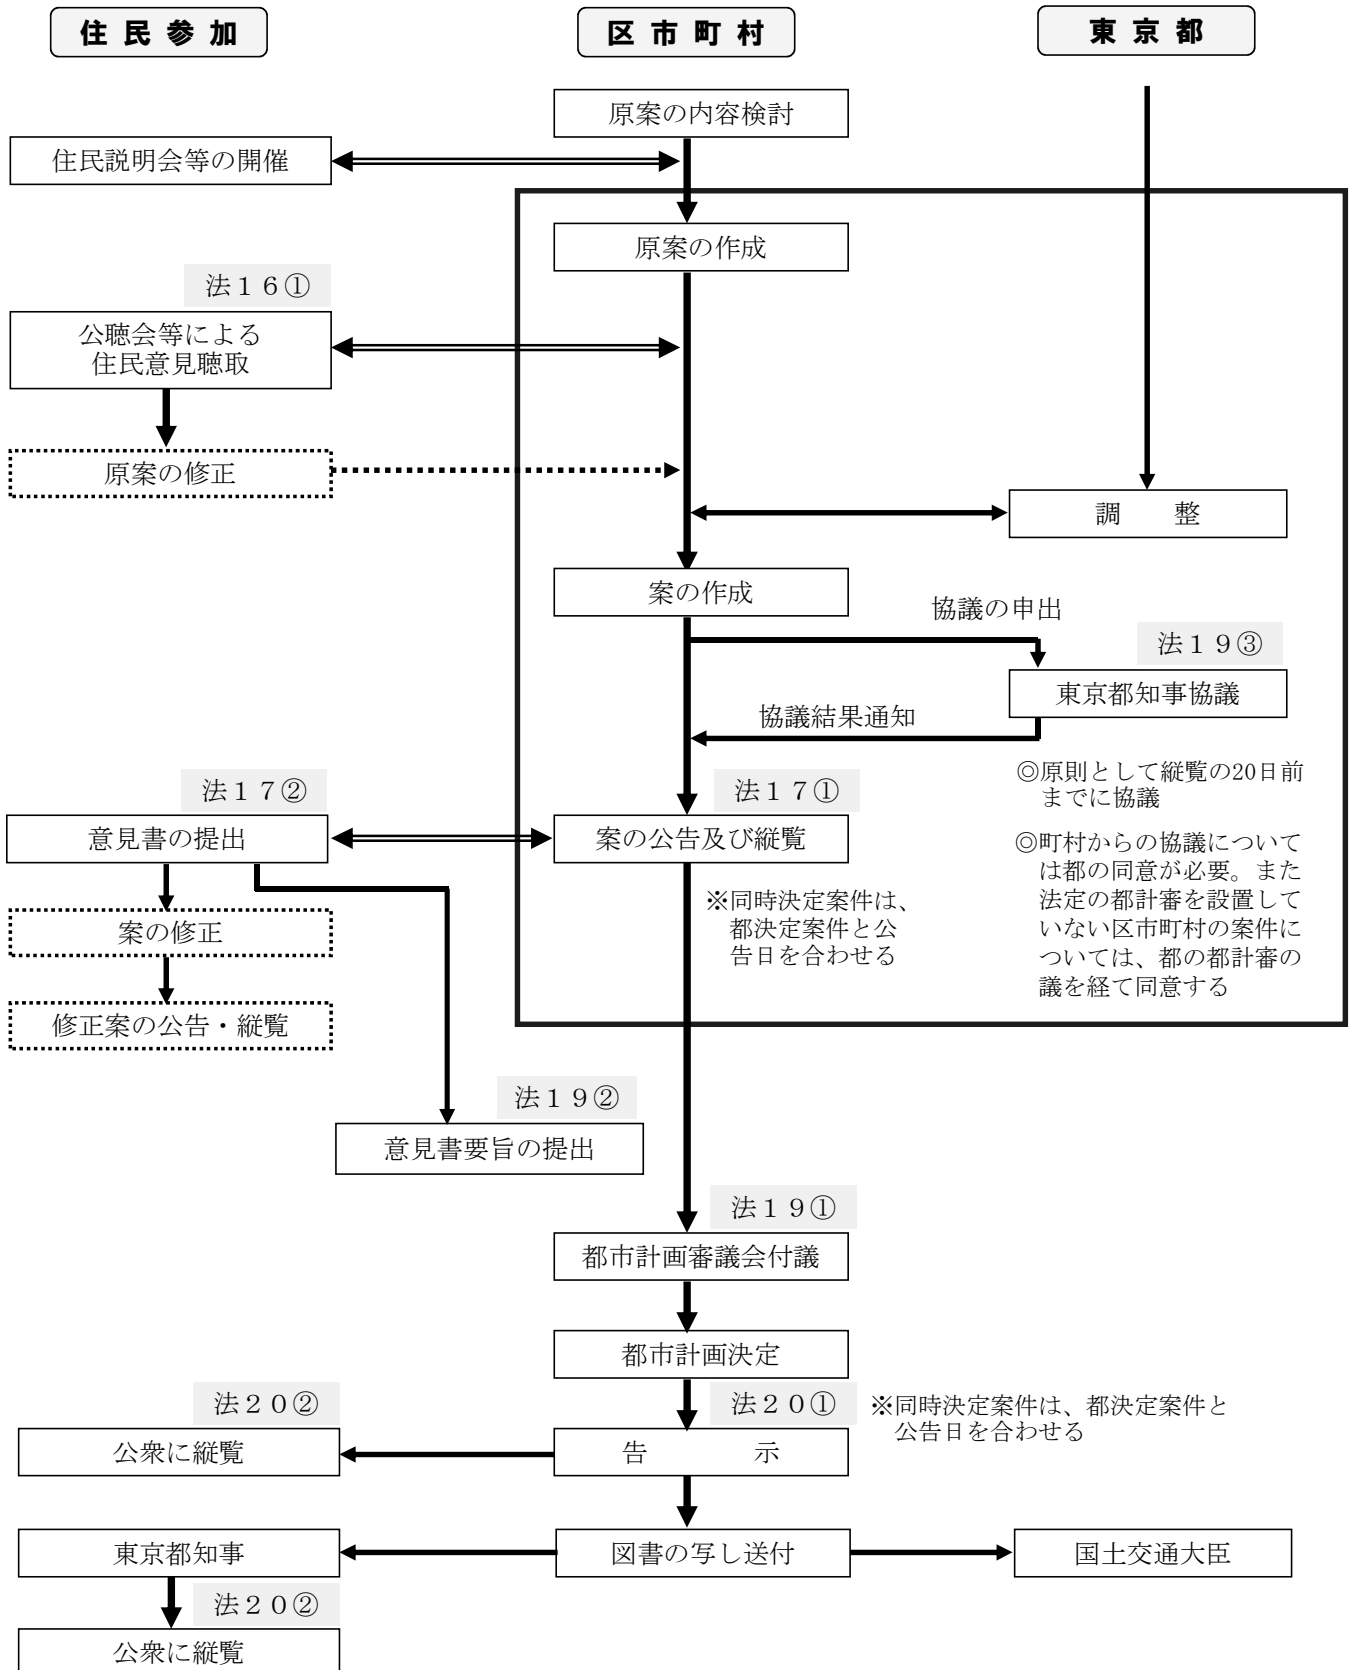 住民参加
区市町村
東京都
原案の内容検討
住民説明会等の開催
原案の作成
法１６①
公聴会等による
住民意見聴取
原案の修正
調　　整
案の作成
協議の申出
法１９③
東京都知事協議
協議結果通知
◎原則として縦覧の20日前
までに協議
法１７②
法１７①
意見書の提出
案の公告及び縦覧
◎町村からの協議について
は都の同意が必要。また
法定の都計審を設置して
いない区市町村の案件に
ついては、都の都計審の
議を経て同意する
※同時決定案件は、
都決定案件と公
告日を合わせる
案の修正
修正案の公告・縦覧
法１９②
意見書要旨の提出
法１９①
都市計画審議会付議
都市計画決定
法２０②
法２０①
※同時決定案件は、都決定案件と
公告日を合わせる
公衆に縦覧
告　　　　示
東京都知事
図書の写し送付
国土交通大臣
法２０②
公衆に縦覧